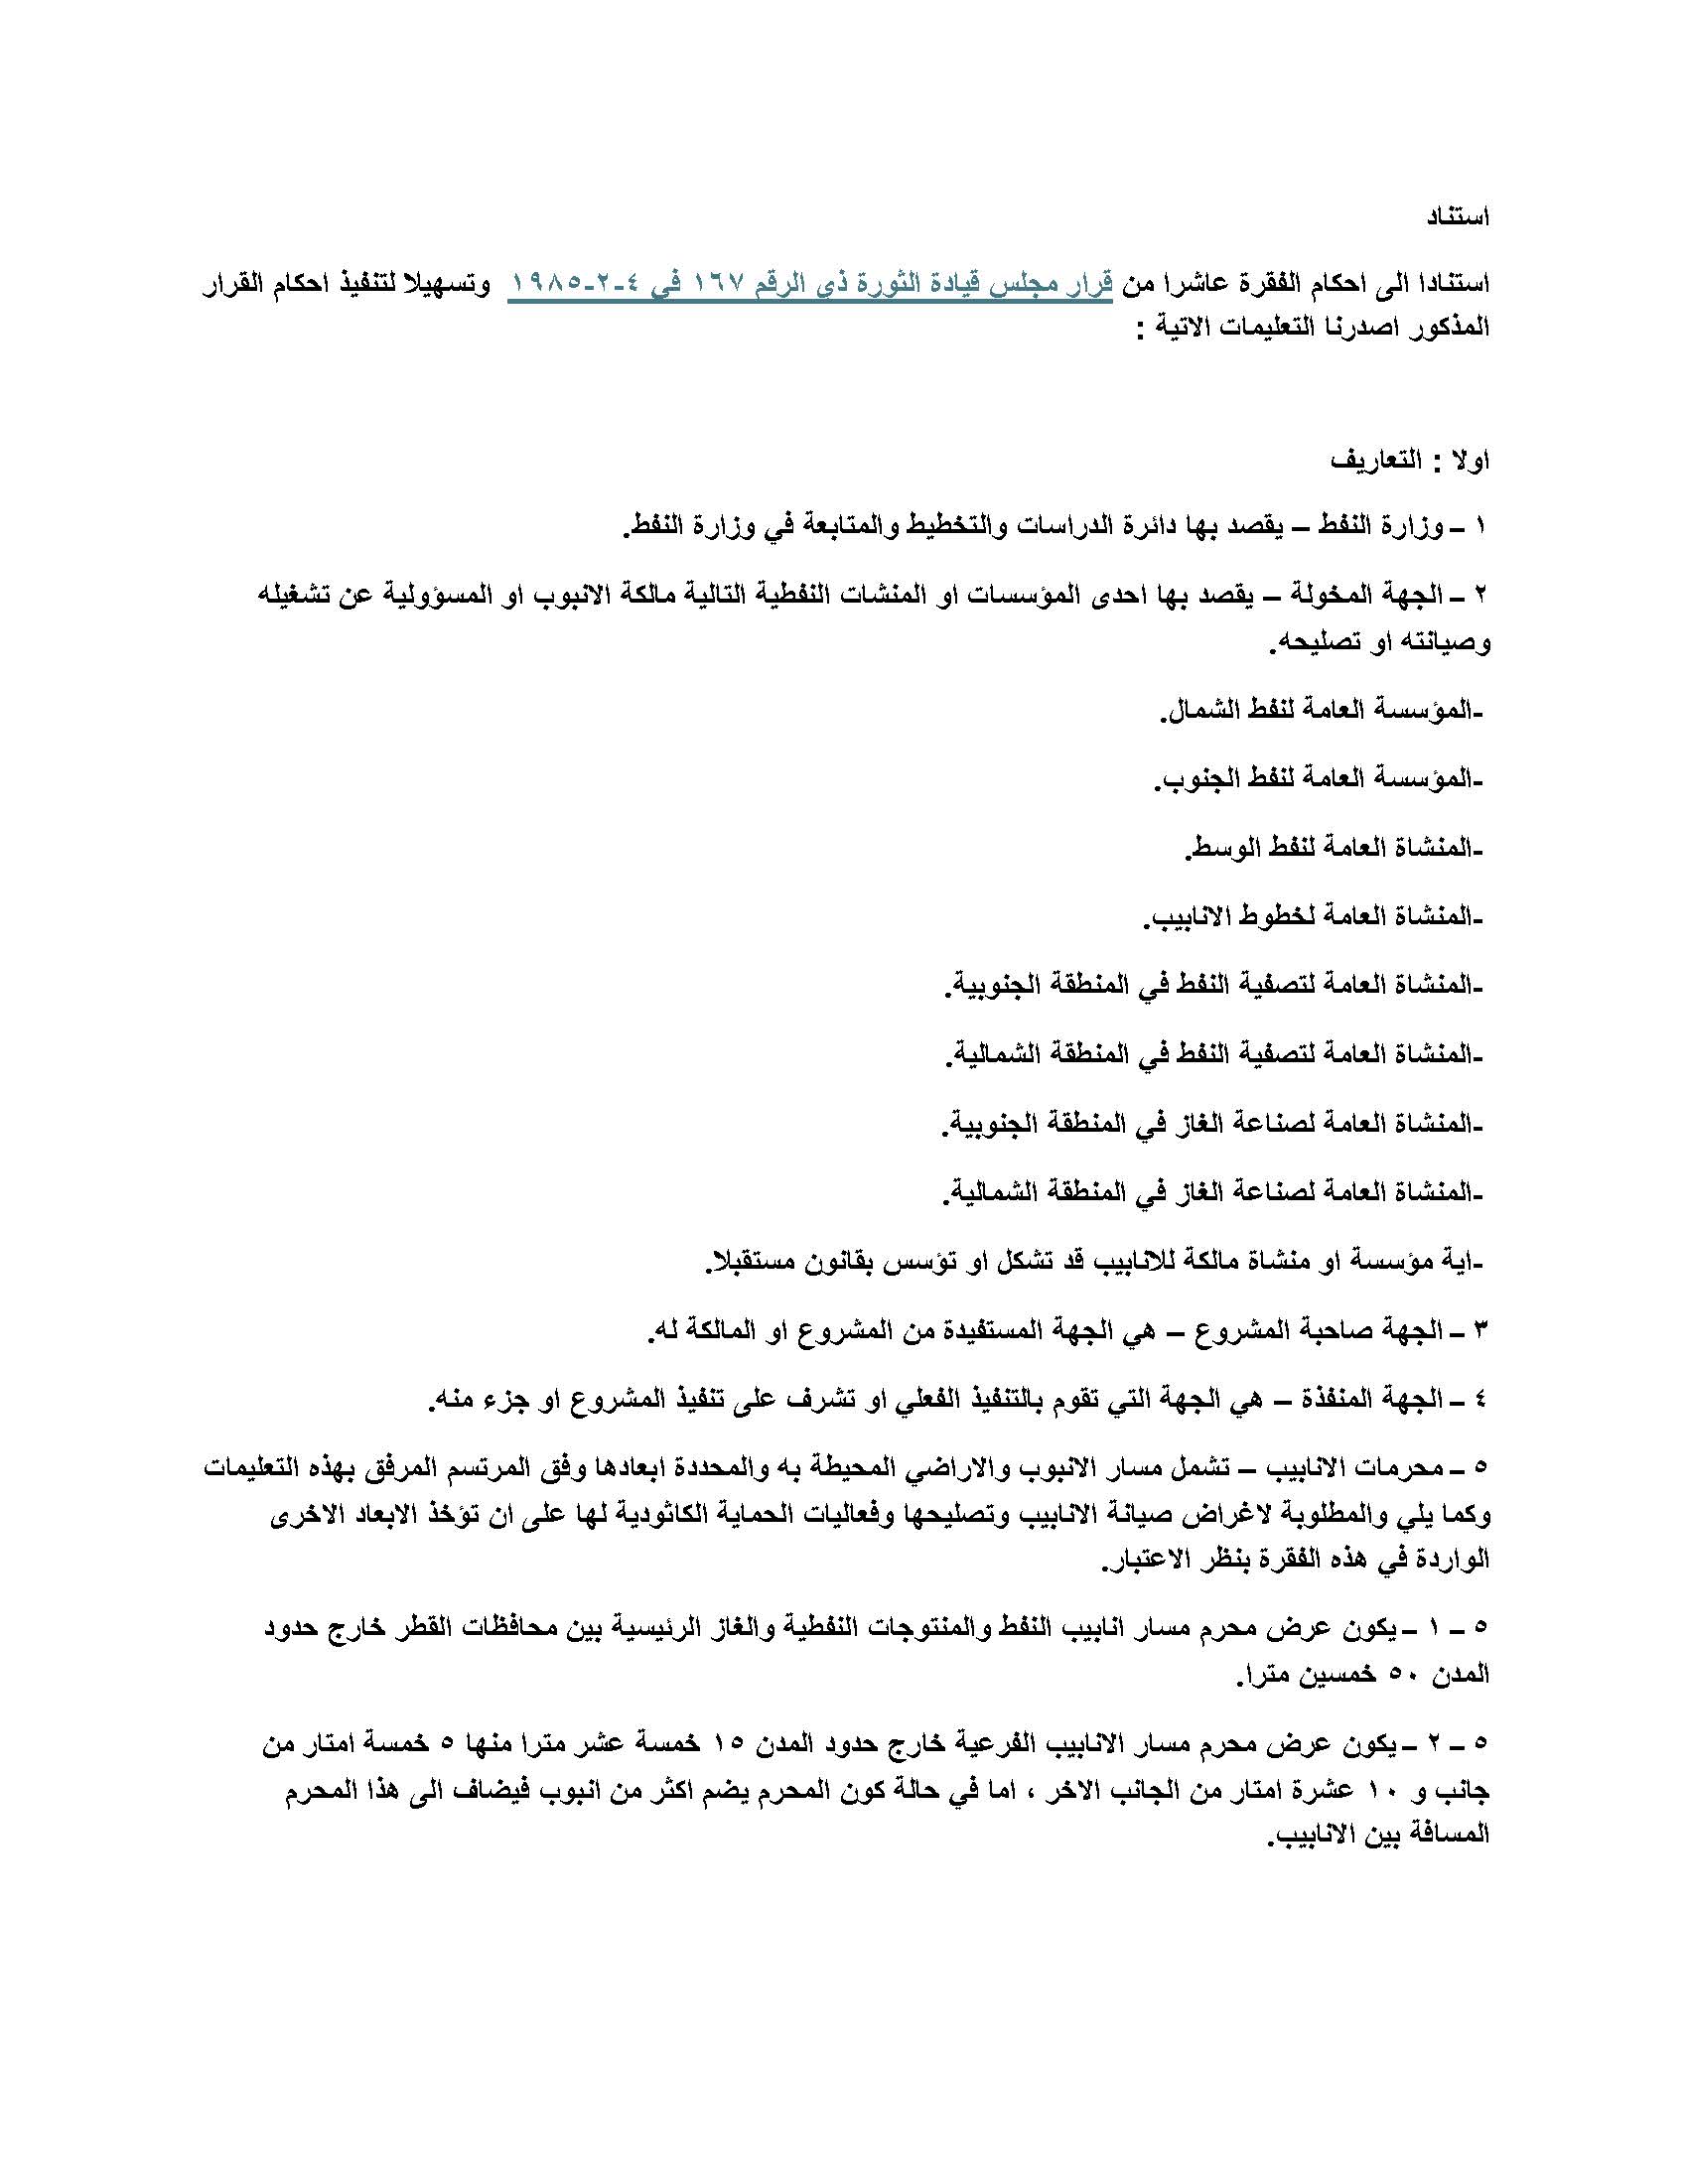 استناد
استنادا الى احكام الفقرة عاشرا من قرار مجلس قيادة الثورة ذي الرقم ١٦٧ في ٤-٢-١٩٨٥ وتسهيلا لتنفيذ احكام القرار
المذكور اصدرنا التعليمات الاتية :
اولا : التعاريف
١ – وزارة النفط – يقصد بها دائرة الدراسات والتخطيط والمتابعة في وزارة النفط.
٢ – الجهة المخولة – يقصد بها احدى المؤسسات او المنشات النفطية التالية مالكة الانبوب او المسؤولية عن تشغيله
وصيانته او تصليحه.
-المؤسسة العامة لنفط الشمال.
-المؤسسة العامة لنفط الجنوب.
-المنشاة العامة لنفط الوسط.
-المنشاة العامة لخطوط الانابيب.
-المنشاة العامة لتصفية النفط في المنطقة الجنوبية.
-المنشاة العامة لتصفية النفط في المنطقة الشمالية.
-المنشاة العامة لصناعة الغاز في المنطقة الجنوبية.
-المنشاة العامة لصناعة الغاز في المنطقة الشمالية.
-اية مؤسسة او منشاة مالكة للانابيب قد تشكل او تؤسس بقانون مستقبلا.
٣ – الجهة صاحبة المشروع – هي الجهة المستفيدة من المشروع او المالكة له.
٤ – الجهة المنفذة – هي الجهة التي تقوم بالتنفيذ الفعلي او تشرف على تنفيذ المشروع او جزء منه.
٥ – محرمات الانابيب – تشمل مسار الانبوب والاراضي المحيطة به والمحددة ابعادها وفق المرتسم المرفق بهذه التعليمات
وكما يلي والمطلوبة لاغراض صيانة الانابيب وتصليحها وفعاليات الحماية الكاثودية لها على ان تؤخذ الابعاد الاخرى
الواردة في هذه الفقرة بنظر الاعتبار.
٥ – ١ – يكون عرض محرم مسار انابيب النفط والمنتوجات النفطية والغاز الرئيسية بين محافظات القطر خارج حدود
المدن ٥٠ خمسين مترا.
٥ – ٢ – يكون عرض محرم مسار الانابيب الفرعية خارج حدود المدن ١٥ خمسة عشر مترا منها ٥ خمسة امتار من
جانب و ١٠ عشرة امتار من الجانب الاخر ، اما في حالة كون المحرم يضم اكثر من انبوب فيضاف الى هذا المحرم
المسافة بين الانابيب.